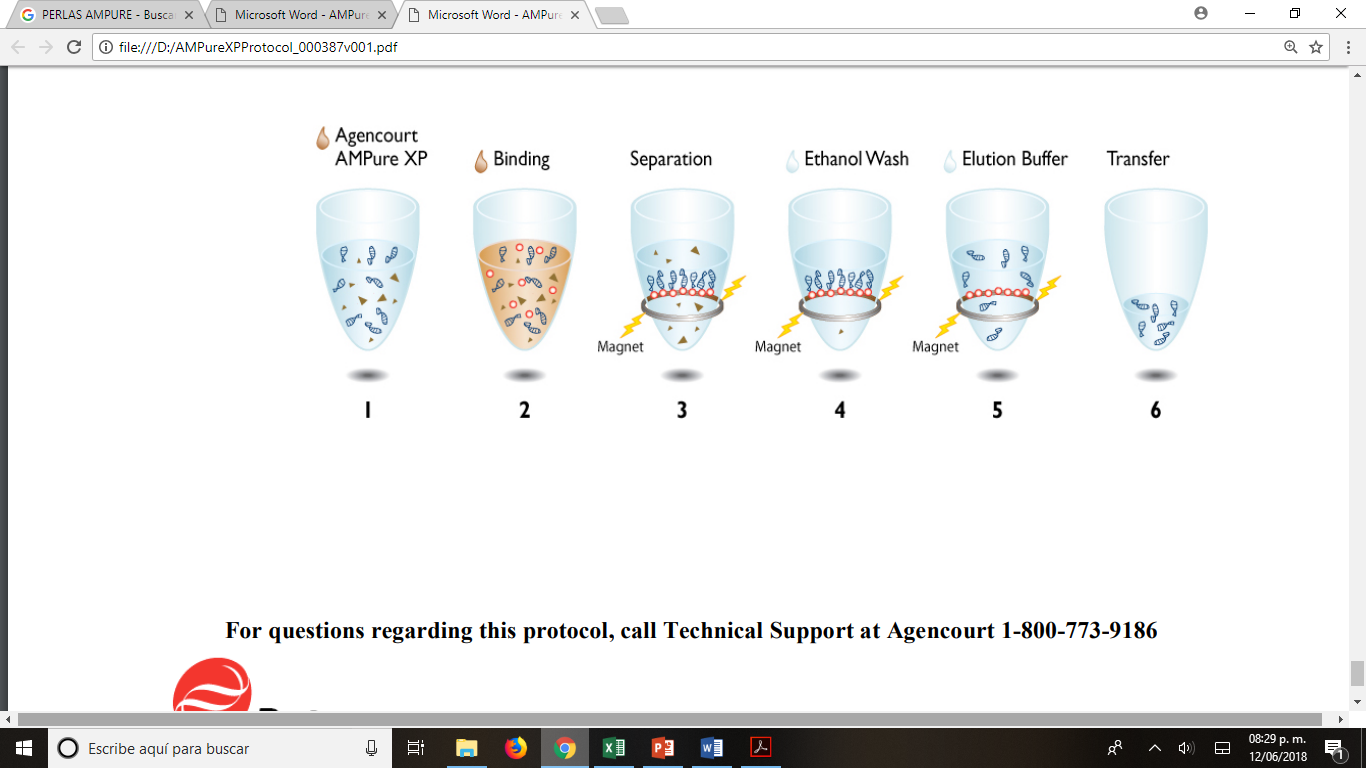 PERLAS AMPURE - Busca
Microsoft Word - AMPure
Microsoft Word - AMPure
file:///D:/AMPureXPProtocol_000387v001.pdf
Agencourt
AMPure XP
Binding
Separation
Ethanol Wash
Elution Buffer
Transfer
Magnet
Magnet
Magnet
1
2
3
4
5
6
For questions regarding this protocol, call Technical Support at Agencourt 1-800-773-9186
Escribe aquí para buscar
08:29 p. m.
12/06/2018
1